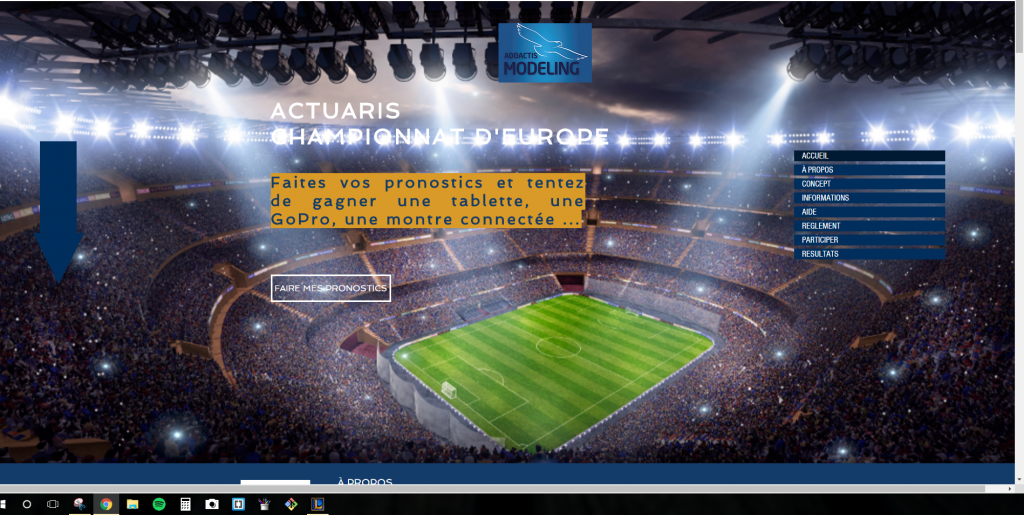 ADDACTIS
MODELING
ACTUARIS
CHAMPIONNAT D'EUROPE
Faites vos pronostics et tentez
de gagner une tablette, une
GoPro, une montre connectée ...
FAIRE MES PRONOSTICS
ACCUEIL
À PROPOS
CONCEPT
INFORMATIONS
AIDE
REGLEMENT
PARTICIPER
RESULTATS
À PROPOS